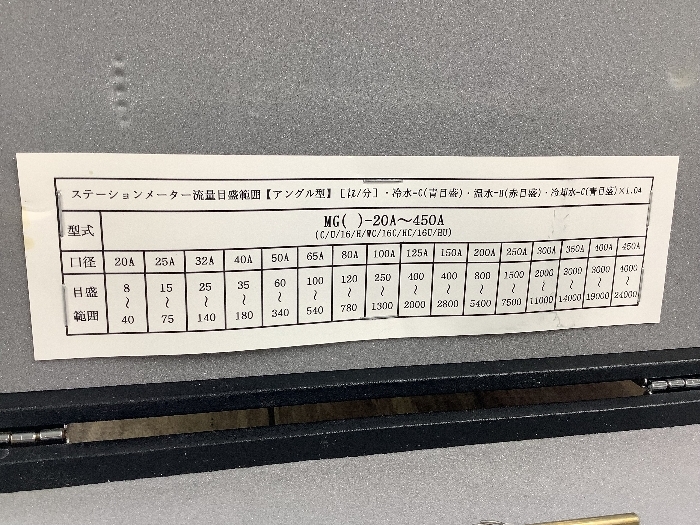 ステーションメーター流量目盛範囲【アングル型】[ℓ/分]・冷水-C(青目盛)・温水-H(赤目盛)・冷却水-C(青目盛)×1.04
型式 MG( )-20A〜450A
(C/U/16/H/WC/16C/HC/16U/HU)
口径 20A 25A 32A 40A 50A 65A 80A 100A 125A 150A 200A 250A 300A 350A 400A 450A
目盛 8 15 25 35 60 100 120 250 400 400 800 1500 2000 3000 3000 4000
〜 〜 〜 〜 〜 〜 〜 〜 〜 〜 〜 〜 〜 〜 〜 〜
範囲 40 75 140 180 340 540 780 1300 2000 2800 5400 7500 11000 14000 19000 24000